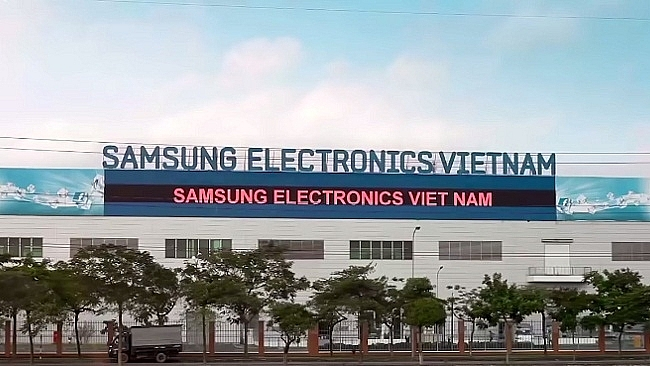 SAMSUNG ELECTRONICS VIETNAM
SAMSUNG ELECTRONICS VIET NAM